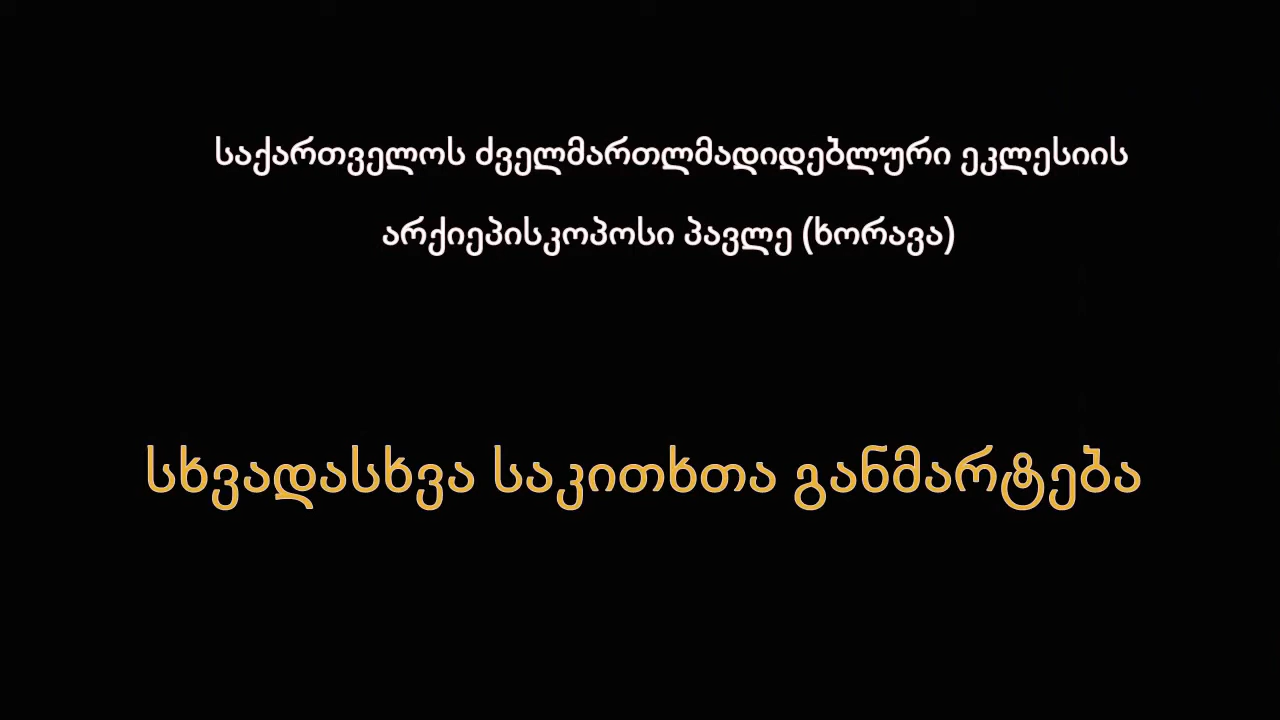 საქართველოს ძველმართლმადიდებლური ეკლესიის
არქიეპისკოპოსი პავლე (ხორავა)
სხვადასხვა საკითხთა განმარტება